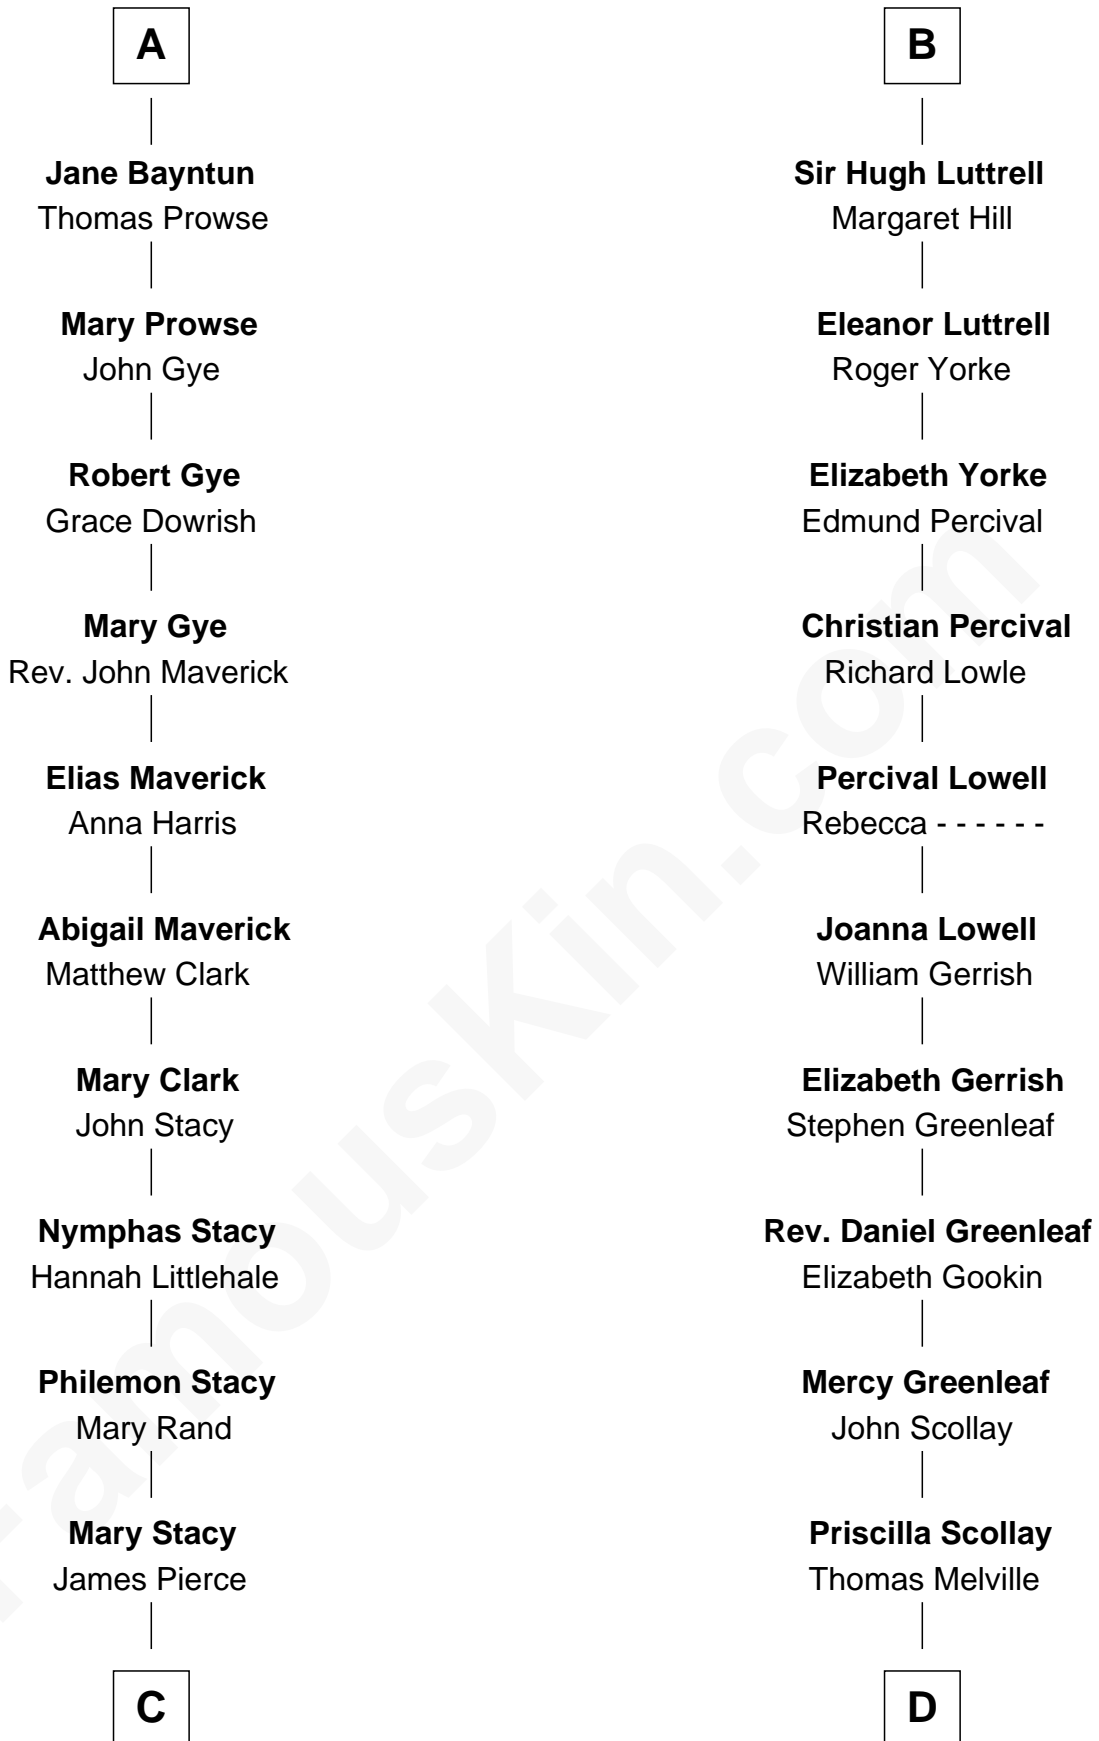 A
Jane Bayntun
Thomas Prowse
Mary Prowse
John Gye
Robert Gye
Grace Dowrish
Mary Gye
Rev. John Maverick
Elias Maverick
Anna Harris
Abigail Maverick
Matthew Clark
Mary Clark
John Stacy
Nymphas Stacy
Hannah Littlehale
Philemon Stacy
Mary Rand
Mary Stacy
James Pierce
C
B
Sir Hugh Luttrell
Margaret Hill
Eleanor Luttrell
Roger Yorke
Elizabeth Yorke
Edmund Percival
Christian Percival
Richard Lowle
Percival Lowell
Rebecca - - - - - -
Joanna Lowell
William Gerrish
Elizabeth Gerrish
Stephen Greenleaf
Rev. Daniel Greenleaf
Elizabeth Gookin
Mercy Greenleaf
John Scollay
Priscilla Scollay
Thomas Melville
D
FamousKin.com